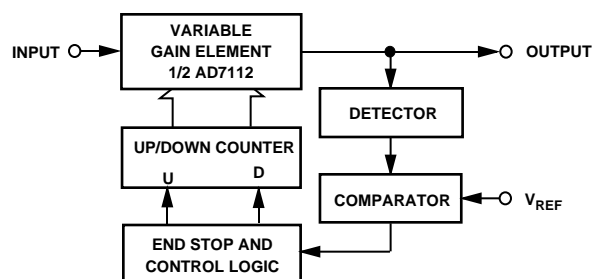 VARIABLE
GAIN ELEMENT
1/2 AD7112
INPUT
OUTPUT
DETECTOR
UP/DOWN COUNTER
U D
COMPARATOR
VREF
END STOP AND
CONTROL LOGIC